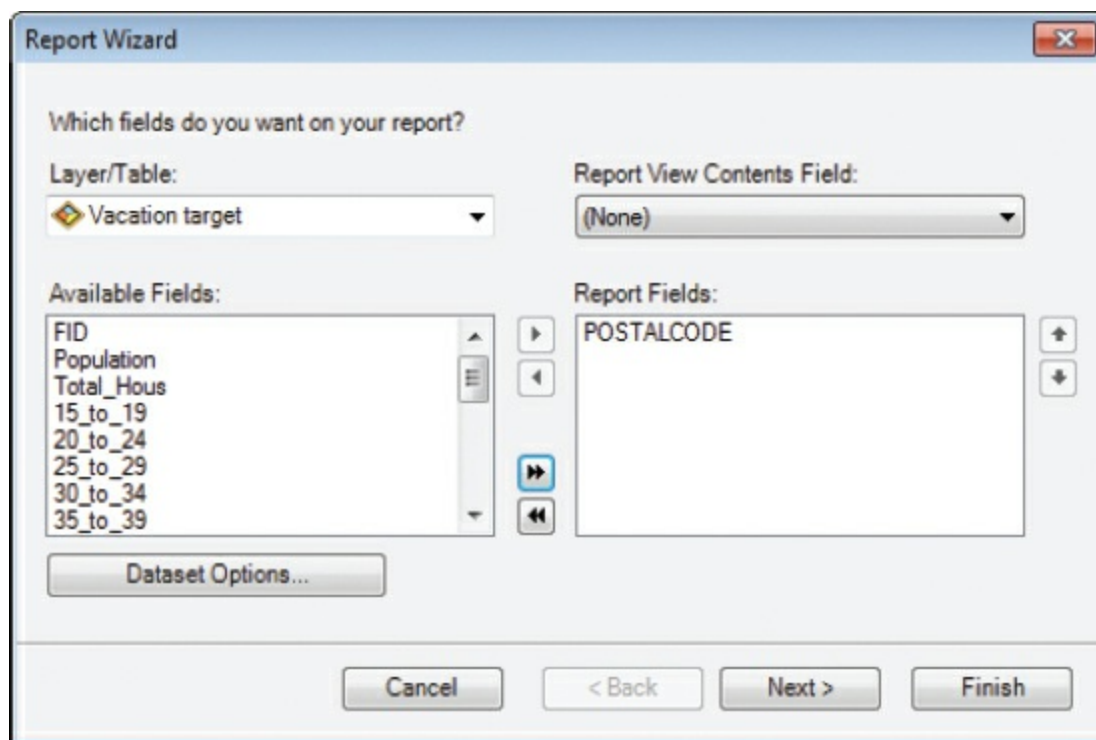 Report Wizard
Which fields do you want on your report?
Layer/Table:
Vacation target
Report View Contents Field:
(None)
Available Fields:
FID
Population
Total_Hous
15_to_19
20_to_24
25_to_29
30_to_34
35_to_39
Report Fields:
POSTALCODE
Dataset Options...
Cancel
< Back
Next >
Finish